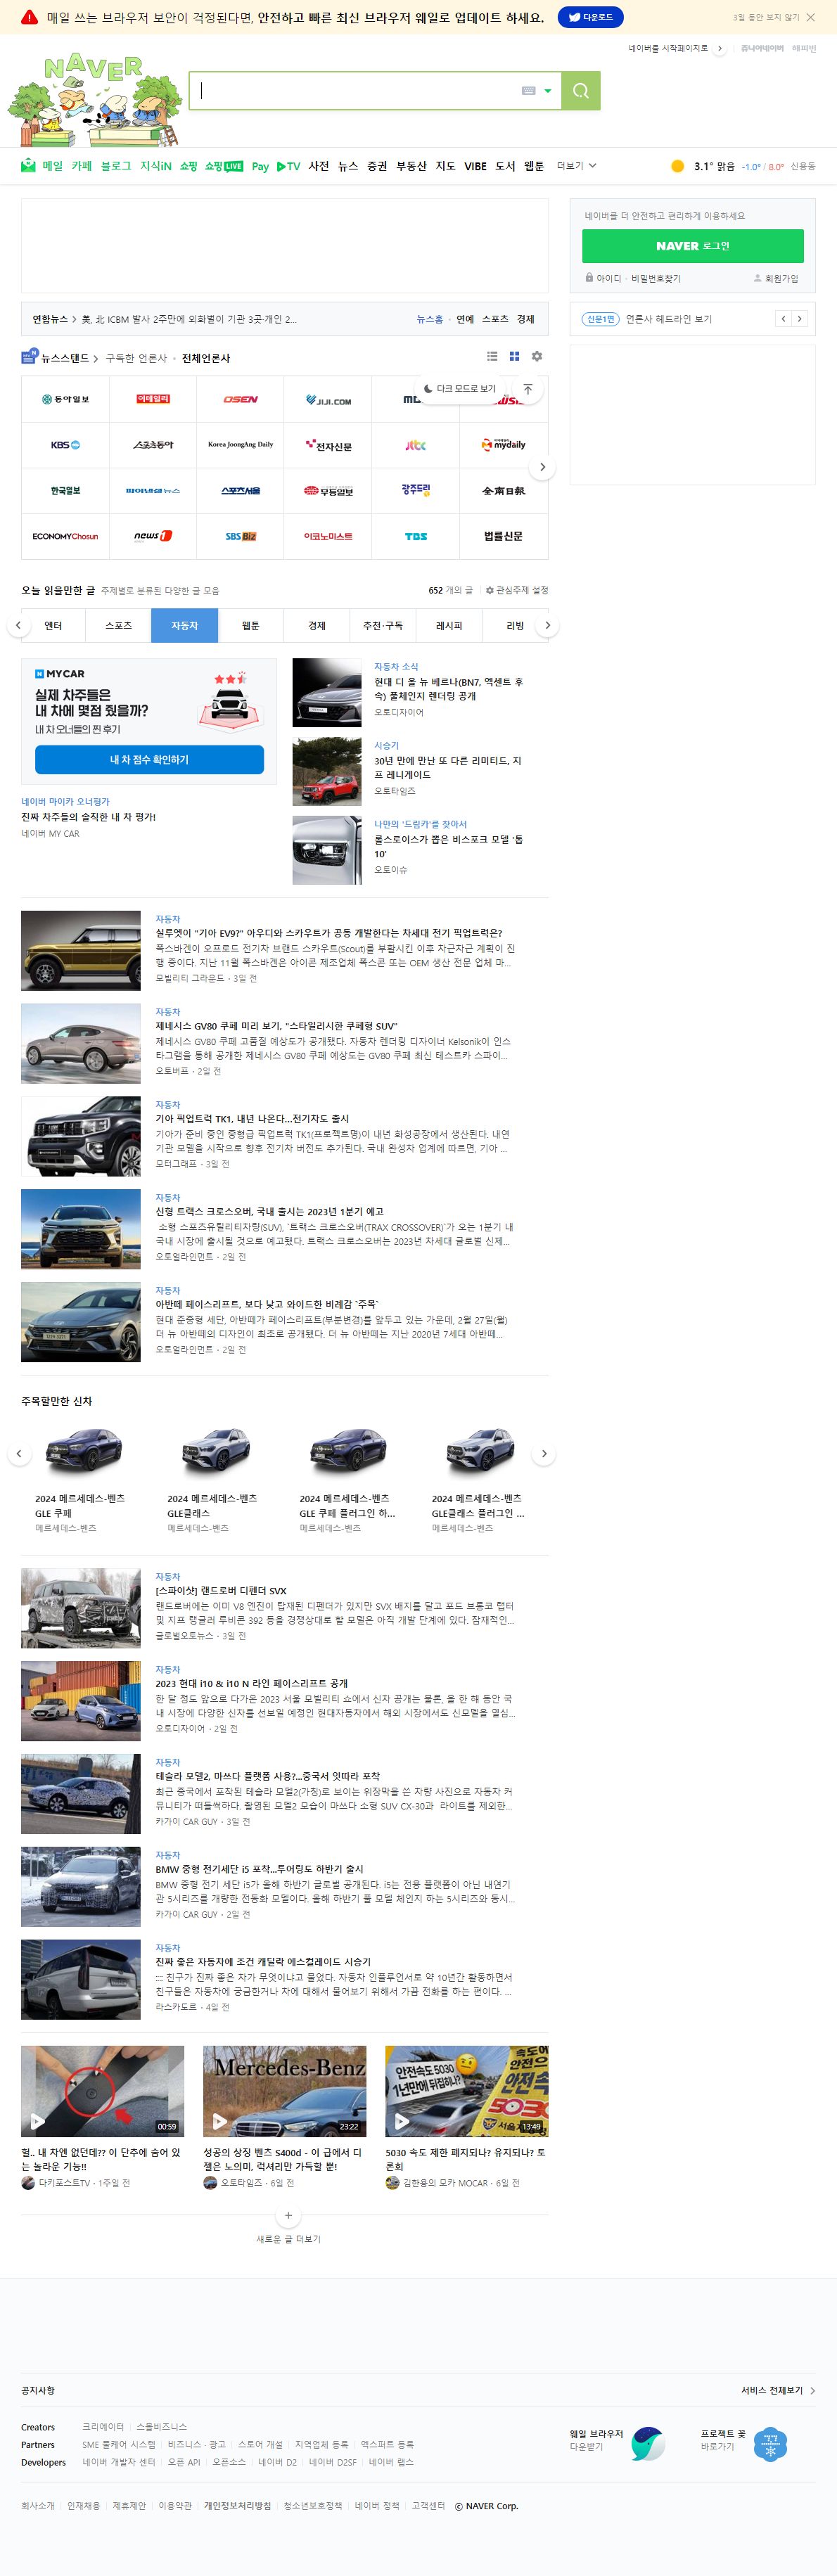 매일 쓰는 브라우저 보안이 걱정된다면, 안전하고 빠른 최신 브라우저 웨일로 업데이트 하세요.
다운로드
3일 동안 보지 않기
네이버를 시작페이지로
쥬니어네이버 해피빈
NAVER
메일 카페 블로그 지식iN 쇼핑 쇼핑LIVE Pay TV 사전 뉴스 증권 부동산 지도 VIBE 도서 웹툰 더보기
3.1° 맑음 -1.0° / 8.0° 신용동
네이버를 더 안전하고 편리하게 이용하세요
NAVER 로그인
아이디 · 비밀번호찾기 회원가입
연합뉴스 美, 北 ICBM 발사 2주만에 외화벌이 기관 3곳·개인 2...
뉴스홈 · 연예 스포츠 경제
신문1면 언론사 헤드라인 보기
뉴스스탠드 구독한 언론사 · 전체언론사
다크 모드로 보기
동아일보 이데일리 OSEN JIJI.COM
KBS 스포츠동아 Korea JoongAng Daily 전자신문 jtbc mydaily
한국일보 파이낸셜뉴스 스포츠서울 무등일보 광주드림 全南日報
ECONOMYChosun news1 SBS Biz 이코노미스트 TBS 법률신문
오늘 읽을만한 글 주제별로 분류된 다양한 글 모음
652 개의 글 관심주제 설정
엔터 스포츠 자동차 웹툰 경제 추천·구독 레시피 리빙
N MY CAR
실제 차주들은
내 차에 몇점 줬을까?
내 차 오너들의 찐 후기
내 차 점수 확인하기
네이버 마이카 오너평가
진짜 차주들의 솔직한 내 차 평가!
네이버 MY CAR
자동차 소식
현대 디 올 뉴 베르나(BN7, 액센트 후
속) 풀체인지 렌더링 공개
오토디자이어
시승기
30년 만에 만난 또 다른 리미티드, 지
프 레니게이드
오토타임즈
나만의 '드림카'를 찾아서
롤스로이스가 뽑은 비스포크 모델 '톱
10'
오토이슈
자동차
실루엣이 "기아 EV9?" 아우디와 스카우트가 공동 개발한다는 차세대 전기 픽업트럭은?
폭스바겐이 오프로드 전기차 브랜드 스카우트(Scout)를 부활시킨 이후 차근차근 계획이 진
행 중이다. 지난 11월 폭스바겐은 아이폰 제조업체 폭스콘 또는 OEM 생산 전문 업체 마...
모빌리티 그라운드 · 3일 전
자동차
제네시스 GV80 쿠페 미리 보기, "스타일리시한 쿠페형 SUV"
제네시스 GV80 쿠페 고품질 예상도가 공개됐다. 자동차 렌더링 디자이너 Kelsonik이 인스
타그램을 통해 공개한 제네시스 GV80 쿠페 예상도는 GV80 쿠페 최신 테스트카 스파이...
오토버프 · 2일 전
자동차
기아 픽업트럭 TK1, 내년 나온다...전기차도 출시
기아가 준비 중인 중형급 픽업트럭 TK1(프로젝트명)이 내년 화성공장에서 생산된다. 내연
기관 모델을 시작으로 향후 전기차 버전도 추가된다. 국내 완성차 업계에 따르면, 기아 ...
모터그래프 · 3일 전
자동차
신형 트랙스 크로스오버, 국내 출시는 2023년 1분기 예고
소형 스포츠유틸리티차량(SUV), `트랙스 크로스오버(TRAX CROSSOVER)`가 오는 1분기 내
국내 시장에 출시될 것으로 예고됐다. 트랙스 크로스오버는 2023년 차세대 글로벌 신제...
오토얼라인먼트 · 2일 전
자동차
아반떼 페이스리프트, 보다 낮고 와이드한 비례감 `주목`
현대 준중형 세단, 아반떼가 페이스리프트(부분변경)를 앞두고 있는 가운데, 2월 27일(월)
더 뉴 아반떼의 디자인이 최초로 공개됐다. 더 뉴 아반떼는 지난 2020년 7세대 아반떼...
오토얼라인먼트 · 2일 전
주목할만한 신차
2024 메르세데스-벤츠
GLE 쿠페
메르세데스-벤츠
2024 메르세데스-벤츠
GLE클래스
메르세데스-벤츠
2024 메르세데스-벤츠
GLE 쿠페 플러그인 하...
메르세데스-벤츠
2024 메르세데스-벤츠
GLE클래스 플러그인 ...
메르세데스-벤츠
자동차
[스파이샷] 랜드로버 디펜더 SVX
랜드로버에는 이미 V8 엔진이 탑재된 디펜더가 있지만 SVX 배지를 달고 포드 브롱코 랩터
및 지프 랭글러 루비콘 392 등을 경쟁상대로 할 모델은 아직 개발 단계에 있다. 잠재적인...
글로벌오토뉴스 · 3일 전
자동차
2023 현대 i10 & i10 N 라인 페이스리프트 공개
한 달 정도 앞으로 다가온 2023 서울 모빌리티 쇼에서 신차 공개는 물론, 올 한 해 동안 국
내 시장에 다양한 신차를 선보일 예정인 현대자동차에서 해외 시장에서도 신모델을 열심...
오토디자이어 · 2일 전
자동차
테슬라 모델2, 마쓰다 플랫폼 사용?...중국서 잇따라 포착
최근 중국에서 포착된 테슬라 모델2(가칭)로 보이는 위장막을 쓴 차량 사진으로 자동차 커
뮤니티가 떠들썩하다. 촬영된 모델2 모습이 마쓰다 소형 SUV CX-30과 라이트를 제외한...
카가이 CAR GUY · 3일 전
자동차
BMW 중형 전기세단 i5 포착...투어링도 하반기 출시
BMW 중형 전기 세단 i5가 올해 하반기 글로벌 공개된다. i5는 전용 플랫폼이 아닌 내연기
관 5시리즈를 개량한 전동화 모델이다. 올해 하반기 풀 모델 체인지 하는 5시리즈와 동시...
카가이 CAR GUY · 2일 전
자동차
진짜 좋은 자동차에 조건 캐딜락 에스컬레이드 시승기
:::: 친구가 진짜 좋은 차가 무엇이냐고 물었다. 자동차 인플루언서로 약 10년간 활동하면서
친구들은 자동차에 궁금한거나 차에 대해서 물어보기 위해서 가끔 전화를 하는 편이다. ...
라스카도르 · 4일 전
00:59
Mercedes-Benz
23:22
안전속도 5030
1년만에 뒤집히나?
13:49
헐.. 내 차엔 없던데?? 이 단추에 숨어 있
는 놀라운 기능!!
다키포스트TV · 1주일 전
성공의 상징 벤츠 S400d - 이 급에서 디
젤은 노의미, 럭셔리만 가득할 뿐!
오토타임즈 · 6일 전
5030 속도 제한 폐지되나? 유지되나? 토
론회
김한용의 모카 MOCAR · 6일 전
새로운 글 더보기
공지사항
서비스 전체보기
Creators 크리에이터 스몰비즈니스
Partners SME 풀케어 시스템 비즈니스 · 광고 스토어 개설 지역업체 등록 엑스퍼트 등록
Developers 네이버 개발자 센터 오픈 API 오픈소스 네이버 D2 네이버 D2SF 네이버 랩스
웨일 브라우저
다운받기
프로젝트 꽃
바로가기
회사소개 인재채용 제휴제안 이용약관 개인정보처리방침 청소년보호정책 네이버 정책 고객센터 ⓒ NAVER Corp.